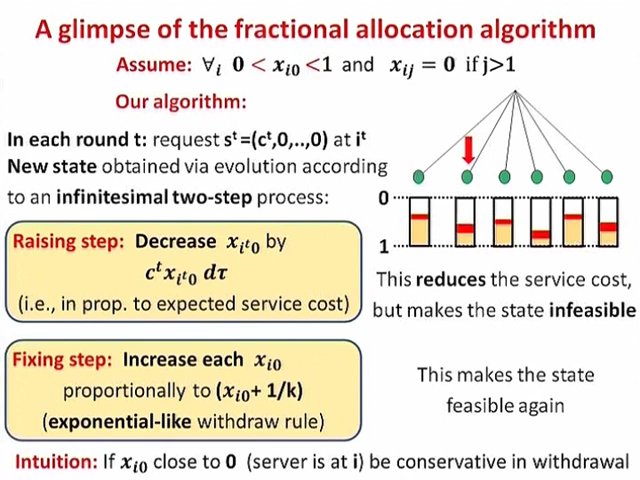 A glimpse of the fractional allocation algorithm
Assume: ∀ᵢ 0 < xᵢ₀ <1 and xᵢⱼ = 0 if j>1
Our algorithm:
In each round t: request sᵗ=(cᵗ,0,..,0) at iᵗ
New state obtained via evolution according
to an infinitesimal two-step process:
0
1
Raising step: Decrease x_{iᵗ0} by
cᵗx_{iᵗ0} dτ
(i.e., in prop. to expected service cost)
This reduces the service cost,
but makes the state infeasible
Fixing step: Increase each xᵢ₀
proportionally to (xᵢ₀+ 1/k)
(exponential-like withdraw rule)
This makes the state
feasible again
Intuition: If xᵢ₀ close to 0 (server is at i) be conservative in withdrawal